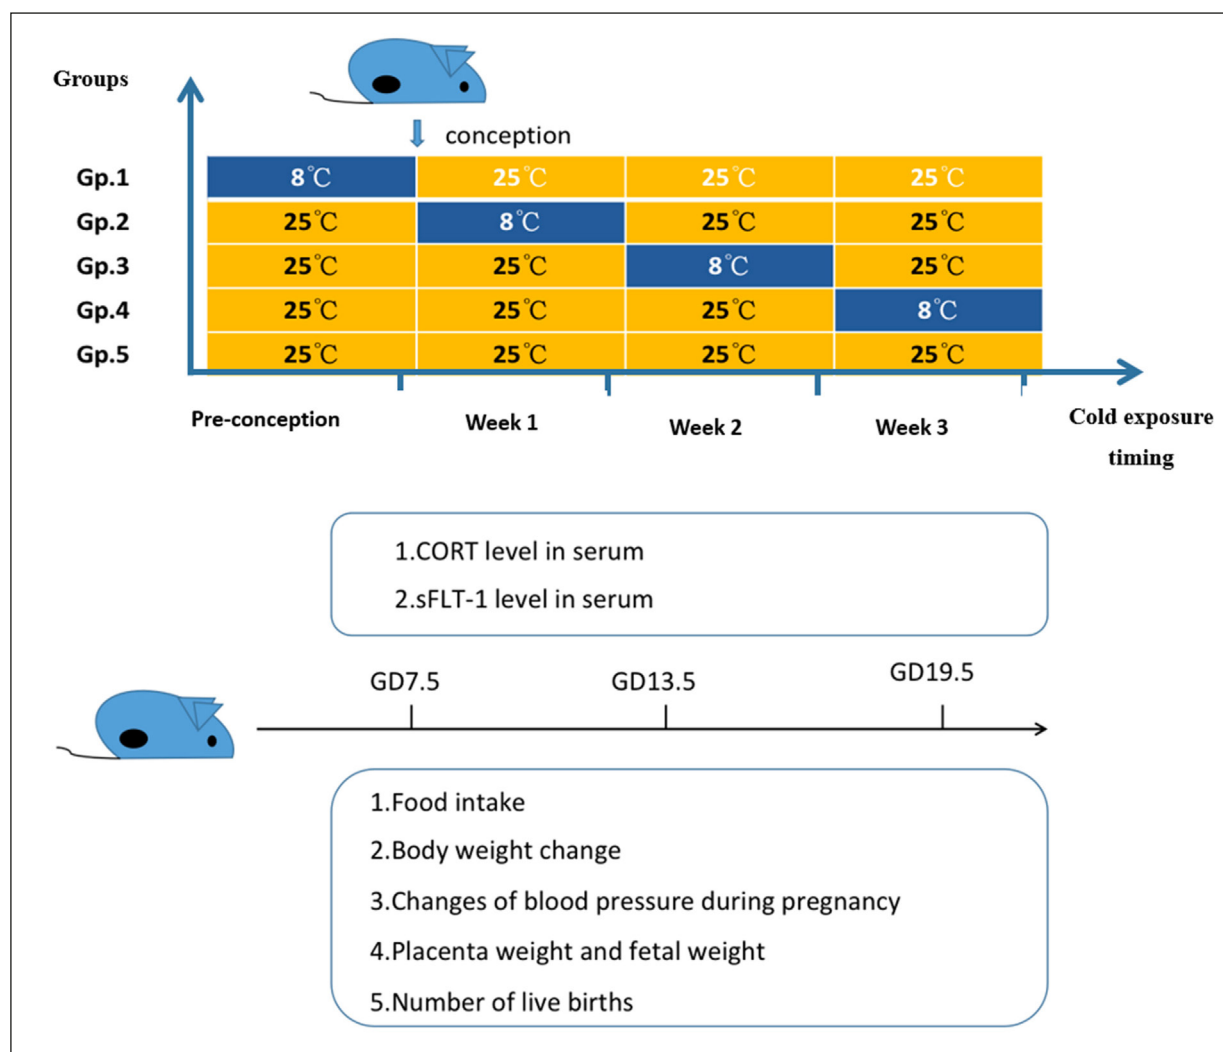 Groups
conception
Gp.1 8℃ 25℃ 25℃ 25℃
Gp.2 25℃ 8℃ 25℃ 25℃
Gp.3 25℃ 25℃ 8℃ 25℃
Gp.4 25℃ 25℃ 25℃ 8℃
Gp.5 25℃ 25℃ 25℃ 25℃
Pre-conception Week 1 Week 2 Week 3
Cold exposure
timing
1.CORT level in serum
2.sFLT-1 level in serum
GD7.5 GD13.5 GD19.5
1.Food intake
2.Body weight change
3.Changes of blood pressure during pregnancy
4.Placenta weight and fetal weight
5.Number of live births